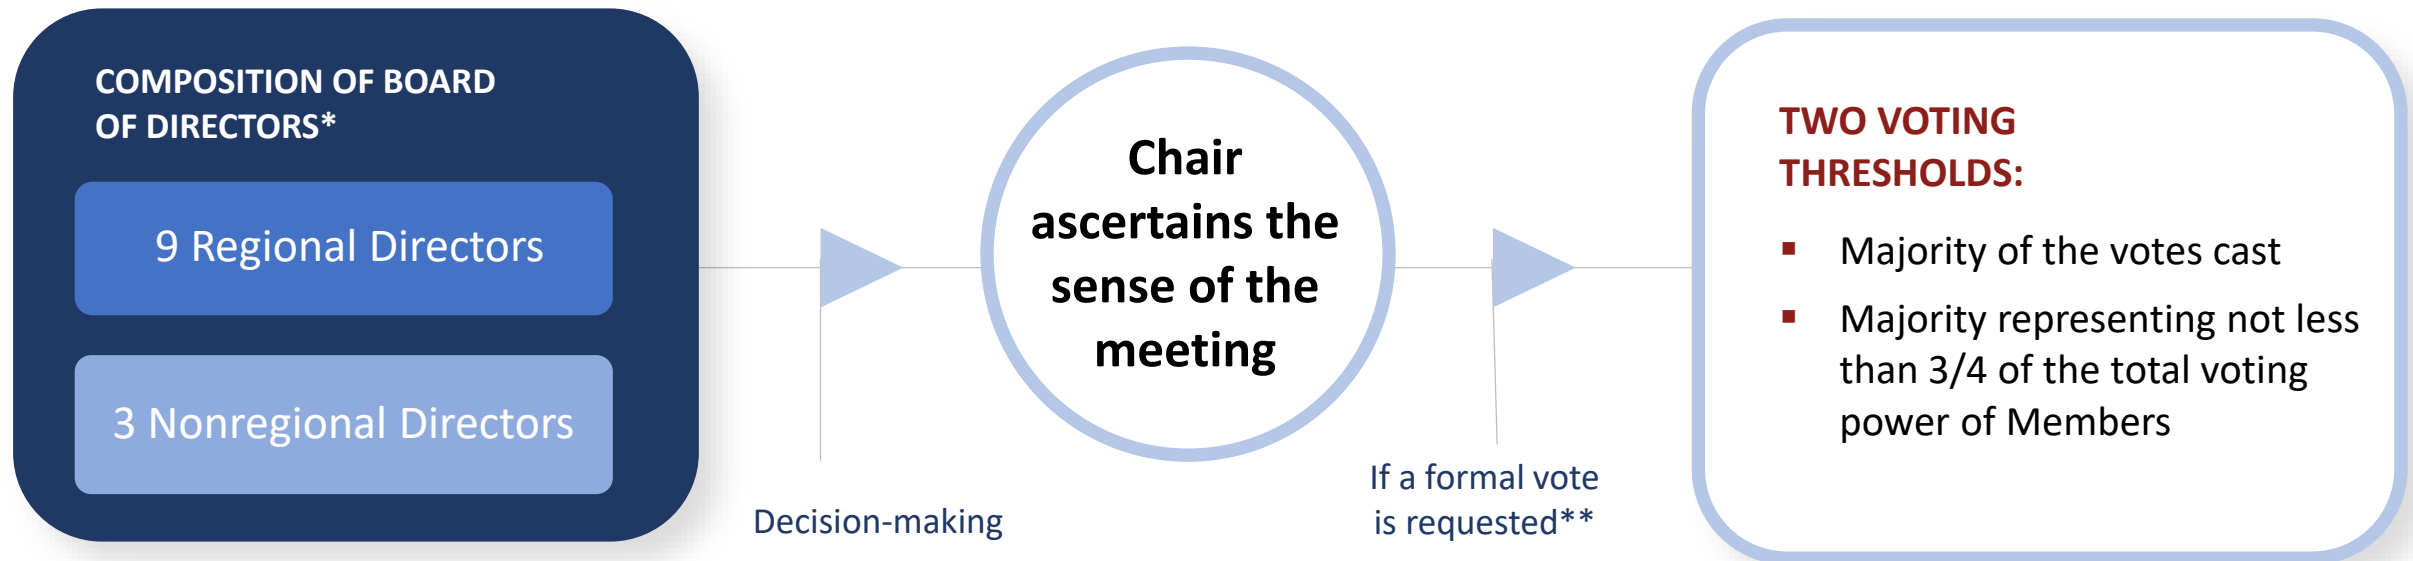 COMPOSITION OF BOARD
OF DIRECTORS*
9 Regional Directors
3 Nonregional Directors
Decision-making
Chair
ascertains the
sense of the
meeting
If a formal vote
is requested**
TWO VOTING
THRESHOLDS:
▪ Majority of the votes cast
▪ Majority representing not less
than 3/4 of the total voting
power of Members